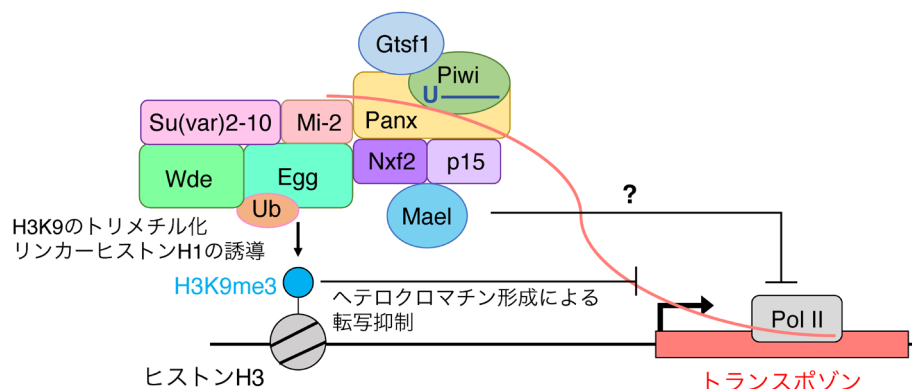 Gtsf1
Piwi
U
Su(var)2-10
Mi-2
Panx
Wde
Egg
Nxf2
p15
Ub
Mael
?
H3K9のトリメチル化
リンカーヒストンH1の誘導
H3K9me3
ヘテロクロマチン形成による
転写抑制
Pol II
ヒストンH3
トランスポゾン